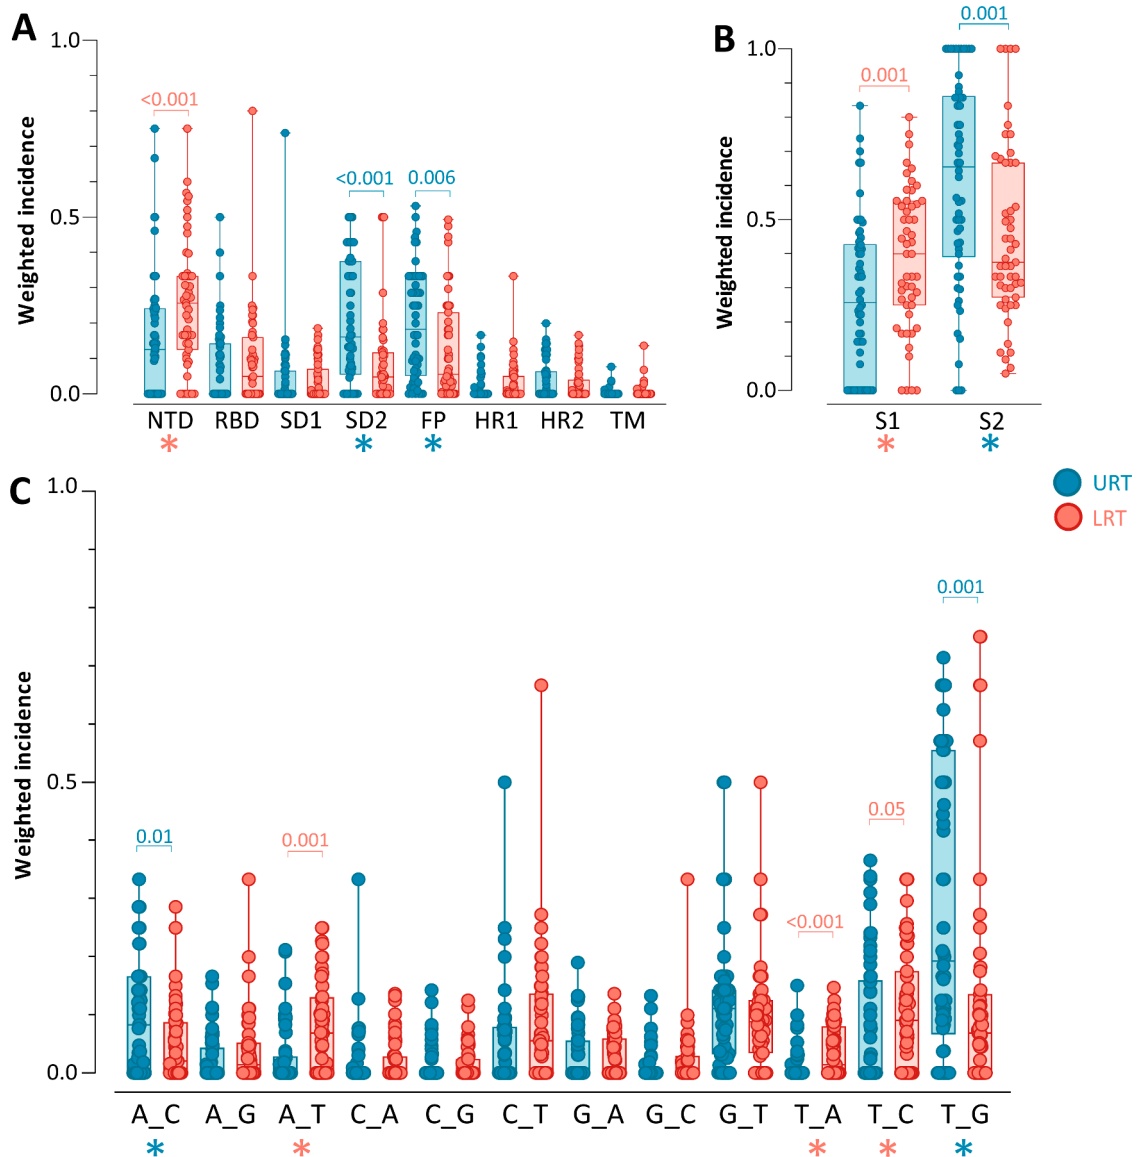 A
1.0
Weighted incidence
0.5
0.0
<0.001
<0.001
0.006
NTD RBD SD1 SD2 FP HR1 HR2 TM
* * *
B
1.0
Weighted incidence
0.5
0.0
0.001
0.001
S1 S2
* *
URT
LRT
C
1.0
Weighted incidence
0.5
0.0
0.01
0.001
<0.001
0.05
0.001
A_C A_G A_T C_A C_G C_T G_A G_C G_T T_A T_C T_G
* * * * *